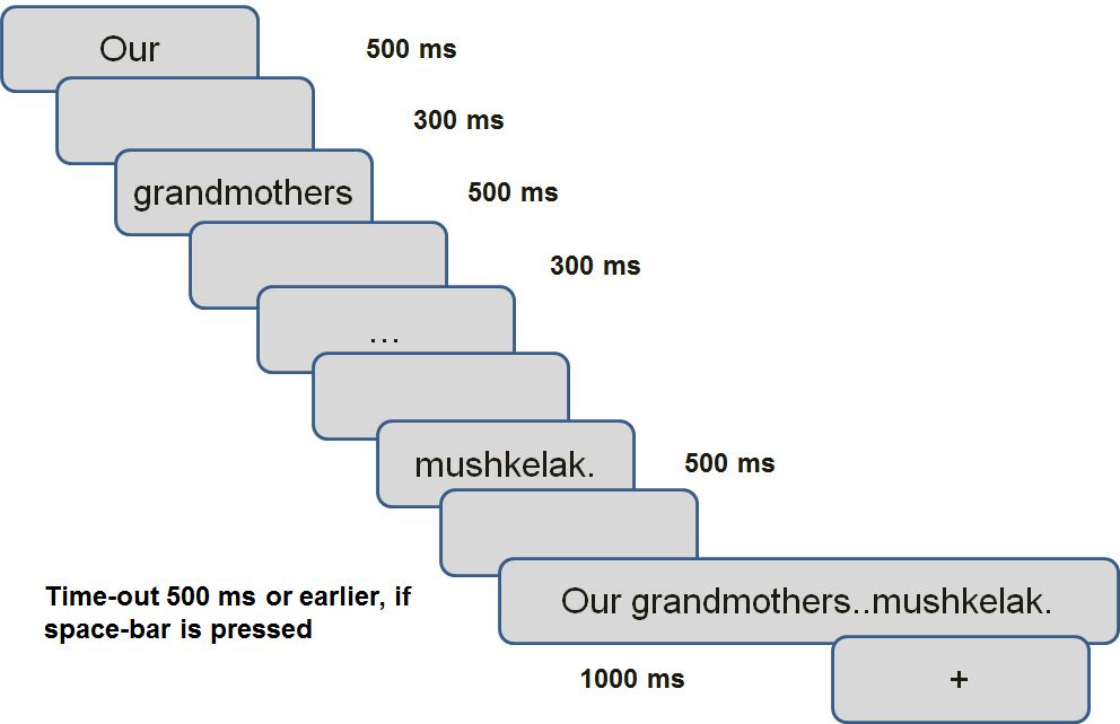 Our
500 ms
300 ms
grandmothers
500 ms
300 ms
...
mushkelak.
500 ms
Our grandmothers..mushkelak.
Time-out 500 ms or earlier, if
space-bar is pressed
1000 ms
+